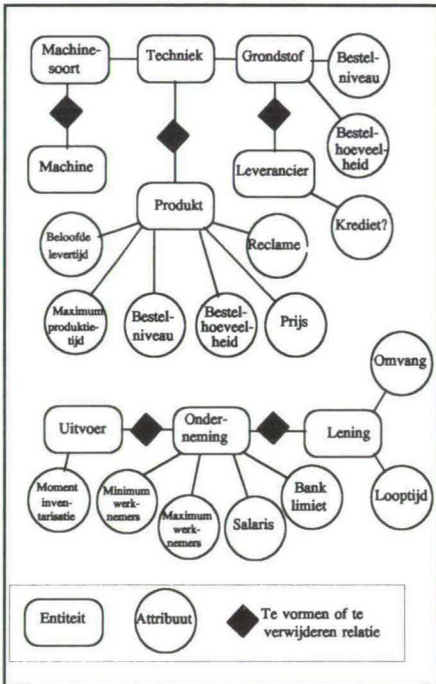 Machine-
soort
Techniek
Grondstof
Bestel-
niveau
Bestel-
hoeveel-
heid
Machine
Leverancier
Krediet?
Produkt
Beloofde
levertijd
Reclame
Maximum
produktie-
tijd
Bestel-
niveau
Bestel-
hoeveel-
heid
Prijs
Omvang
Uitvoer
Onder-
neming
Lening
Moment
inven-
tarisatie
Minimum
werk-
nemers
Maximum
werk-
nemers
Salaris
Bank
limiet
Looptijd
Entiteit
Attribuut
Te vormen of te
verwijderen relatie